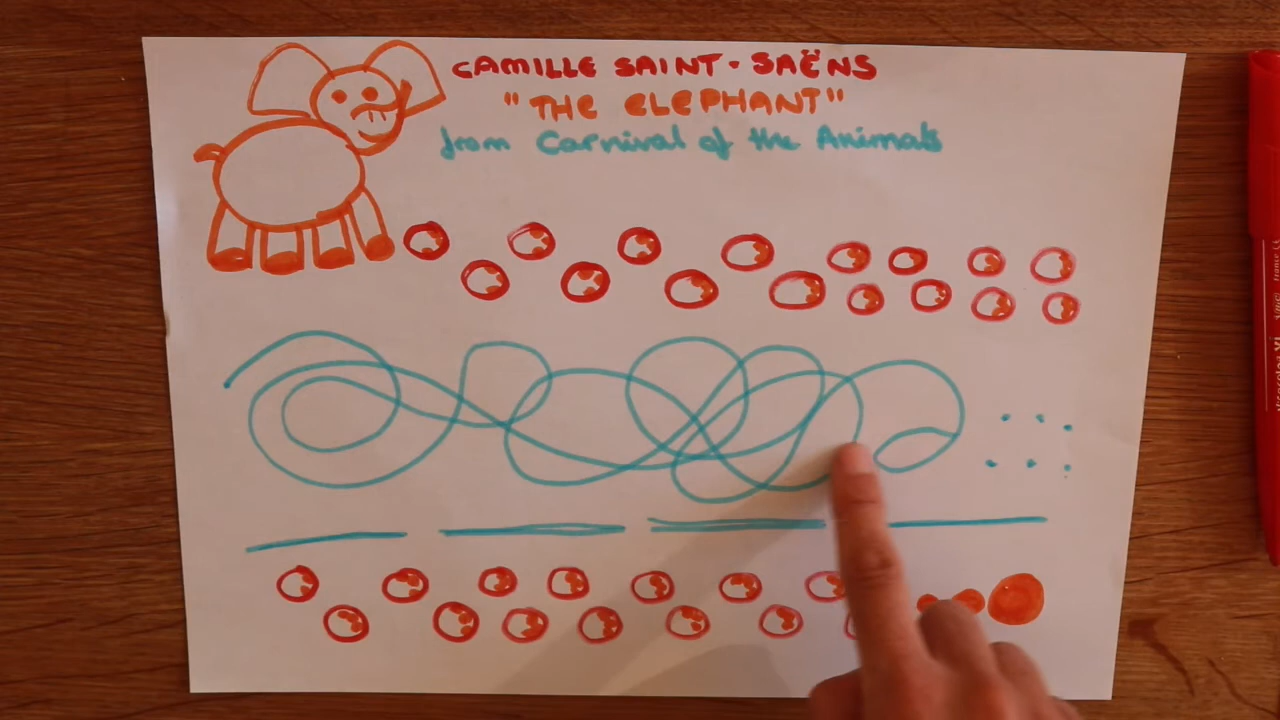 CAMILLE SAINT-SAËNS
"THE ELEPHANT"
from Carnival of the Animals